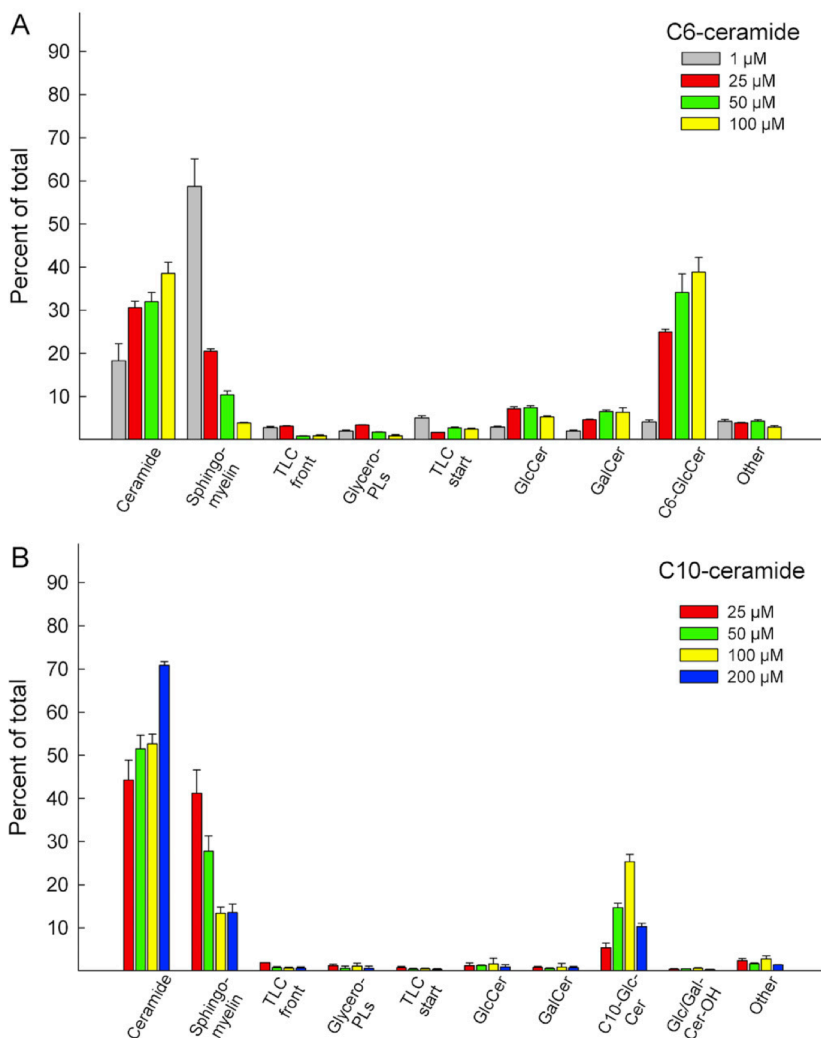 A
C6-ceramide
1 µM
25 µM
50 µM
100 µM
Percent of total
90
80
70
60
50
40
30
20
10
Ceramide
Sphingo-
myelin
TLC
front
Glycero-
PLs
TLC
start
GlcCer
GalCer
C6-GlcCer
Other
B
C10-ceramide
25 µM
50 µM
100 µM
200 µM
Percent of total
90
80
70
60
50
40
30
20
10
Ceramide
Sphingo-
myelin
TLC
front
Glycero-
PLs
TLC
start
GlcCer
GalCer
C10-Glc-
Cer
Glc/Gal-
Cer-OH
Other